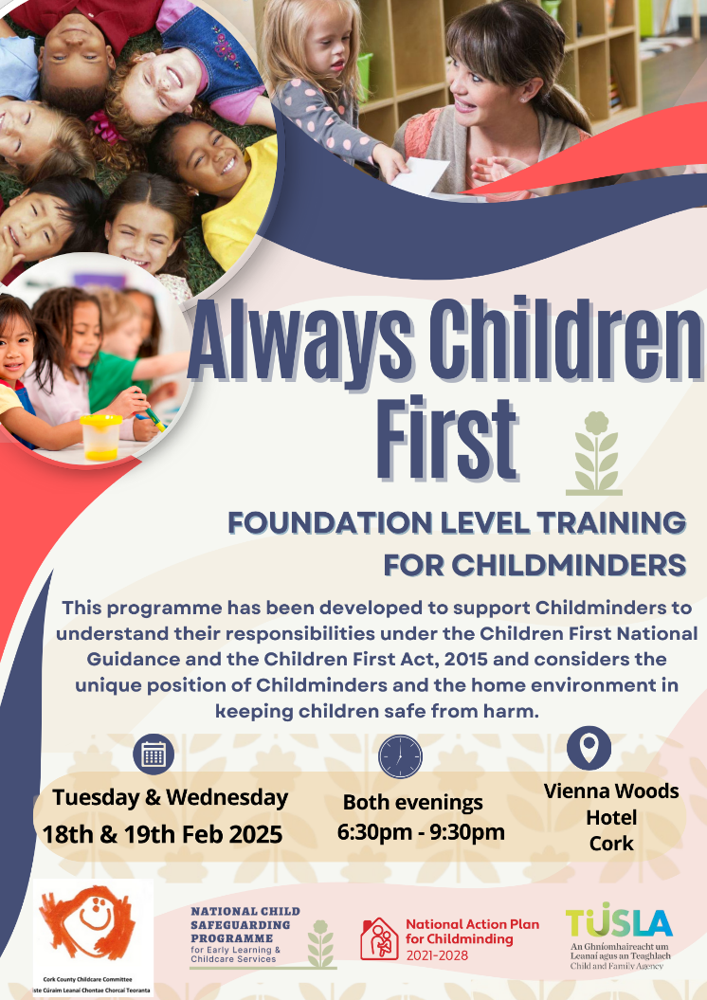 Always Children
First
FOUNDATION LEVEL TRAINING
FOR CHILDMINDERS
This programme has been developed to support Childminders to
understand their responsibilities under the Children First National
Guidance and the Children First Act, 2015 and considers the
unique position of Childminders and the home environment in
keeping children safe from harm.
Tuesday & Wednesday
18th & 19th Feb 2025
Both evenings
6:30pm - 9:30pm
Vienna Woods
Hotel
Cork
Cork County Childcare Committee
iste Cúraim Leanaí Chontae Chorcaí Teoranta
NATIONAL CHILD
SAFEGUARDING
PROGRAMME
for Early Learning &
Childcare Services
National Action Plan
for Childminding
2021-2028
TUSLA
An Ghníomhaireacht um
Leanaí agus an Teaghlach
Child and Family Agency